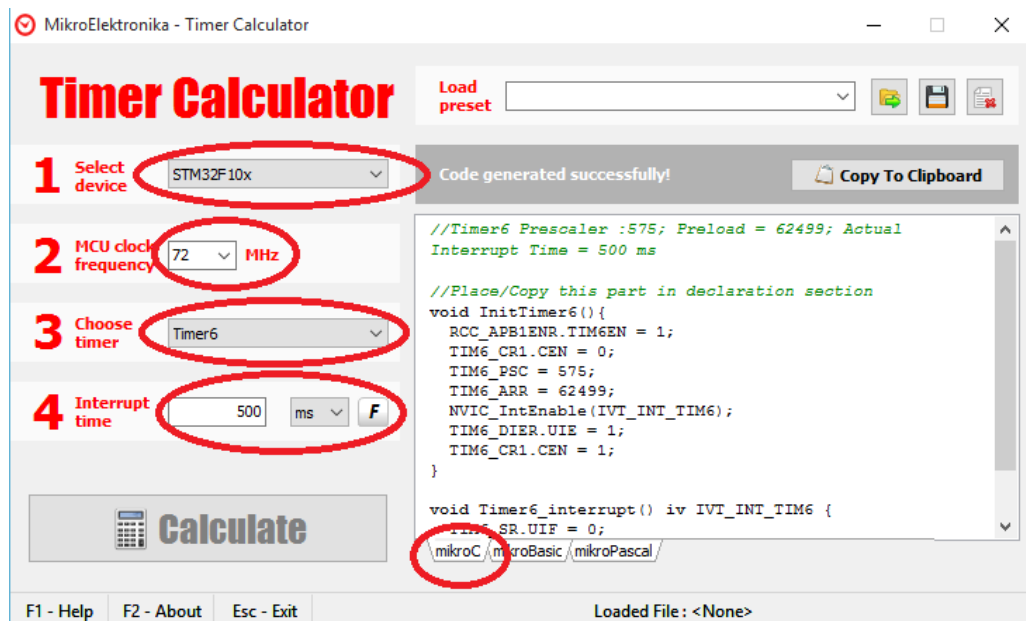 MikroElektronika - Timer Calculator
Timer Calculator
Load
preset
1 Select
device
STM32F10x
Code generated successfully!
Copy To Clipboard
2 MCU clock
frequency
72
MHz
3 Choose
timer
Timer6
4 Interrupt
time
500
ms
F
Calculate
//Timer6 Prescaler :575; Preload = 62499; Actual
Interrupt Time = 500 ms
//Place/Copy this part in declaration section
void InitTimer6(){
RCC_APB1ENR.TIM6EN = 1;
TIM6_CR1.CEN = 0;
TIM6_PSC = 575;
TIM6_ARR = 62499;
NVIC_IntEnable(IVT_INT_TIM6);
TIM6_DIER.UIE = 1;
TIM6_CR1.CEN = 1;
}
void Timer6_interrupt() iv IVT_INT_TIM6 {
TIM6_SR.UIF = 0;
mikroC mikroBasic mikroPascal
F1 - Help F2 - About Esc - Exit Loaded File : <None>